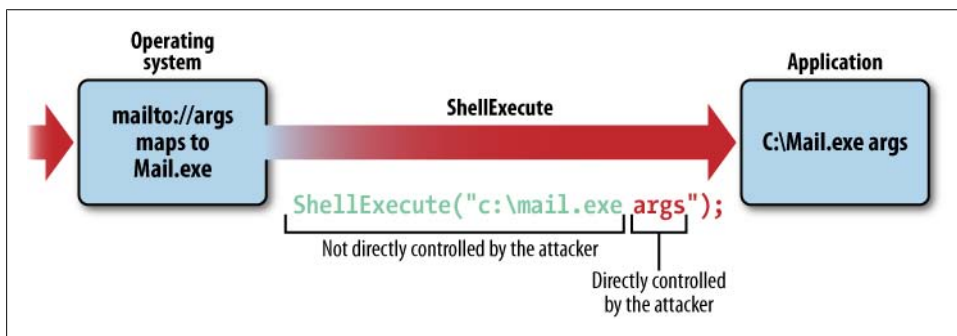 Operating
system
mailto://args
maps to
Mail.exe
ShellExecute
Application
C:\Mail.exe args
ShellExecute("c:\mail.exe args");
Not directly controlled by the attacker
Directly controlled
by the attacker